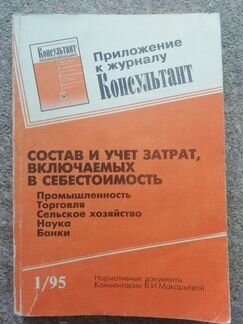 Консультант
Приложение
к журналу
Консультант
СОСТАВ И УЧЕТ ЗАТРАТ,
ВКЛЮЧАЕМЫХ
В СЕБЕСТОИМОСТЬ
Промышленность
Торговля
Сельское хозяйство
Наука
Банки
1/95
Нормативные документы
Комментарии В.И.Макарьевой